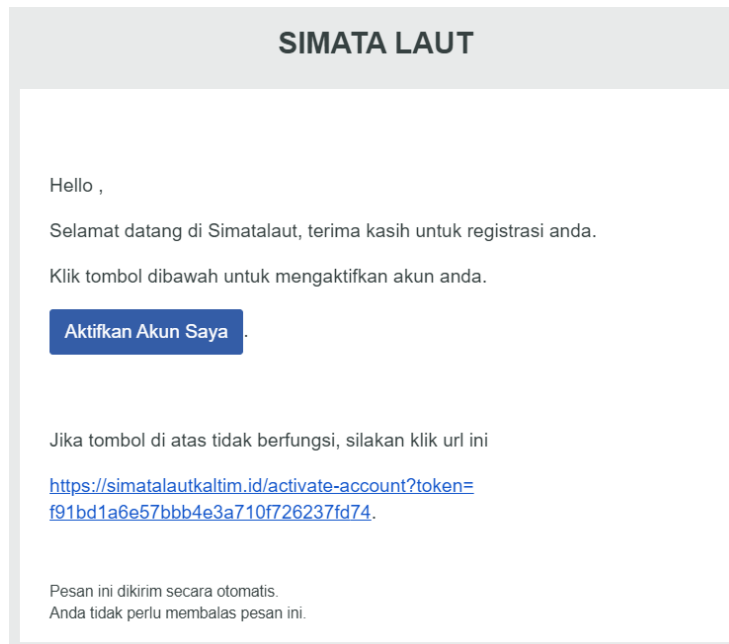 SIMATA LAUT
Hello ,
Selamat datang di Simatalaut, terima kasih untuk registrasi anda.
Klik tombol dibawah untuk mengaktifkan akun anda.
Aktifkan Akun Saya.
Jika tombol di atas tidak berfungsi, silakan klik url ini
https://simatalautkaltim.id/activate-account?token=
f91bd1a6e57bbb4e3a710f726237fd74.
Pesan ini dikirim secara otomatis.
Anda tidak perlu membalas pesan ini.